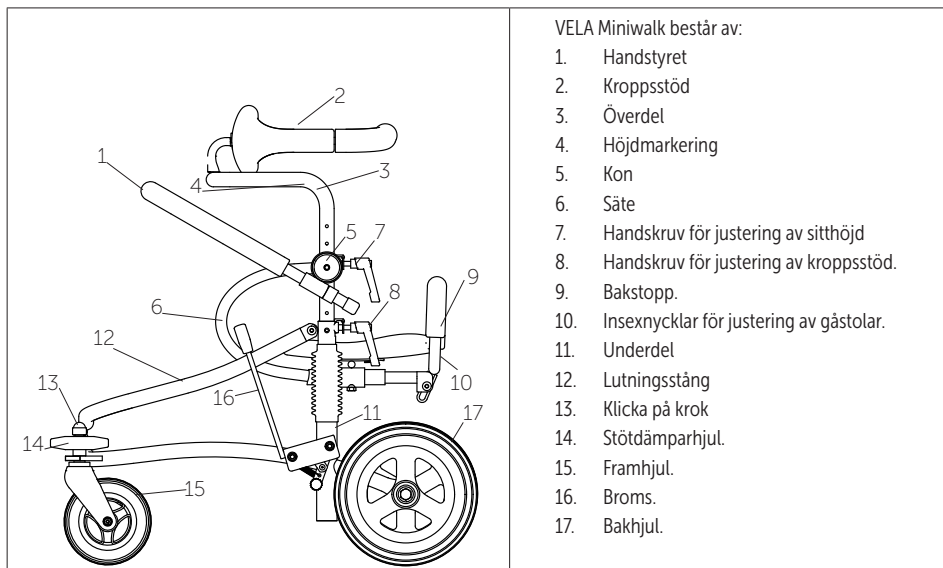 2
1
3
4
5
7
8
9
6
12
10
13
16
11
17
14
15
VELA Miniwalk består av:
1. Handstyret
2. Kroppsstöd
3. Överdel
4. Höjdmarkering
5. Kon
6. Säte
7. Handskruv för justering av sitthöjd
8. Handskruv för justering av kroppsstöd.
9. Bakstopp.
10. Insexnycklar för justering av gåstolar.
11. Underdel
12. Lutningsstång
13. Klicka på krok
14. Stötdämparhjul.
15. Framhjul.
16. Broms.
17. Bakhjul.